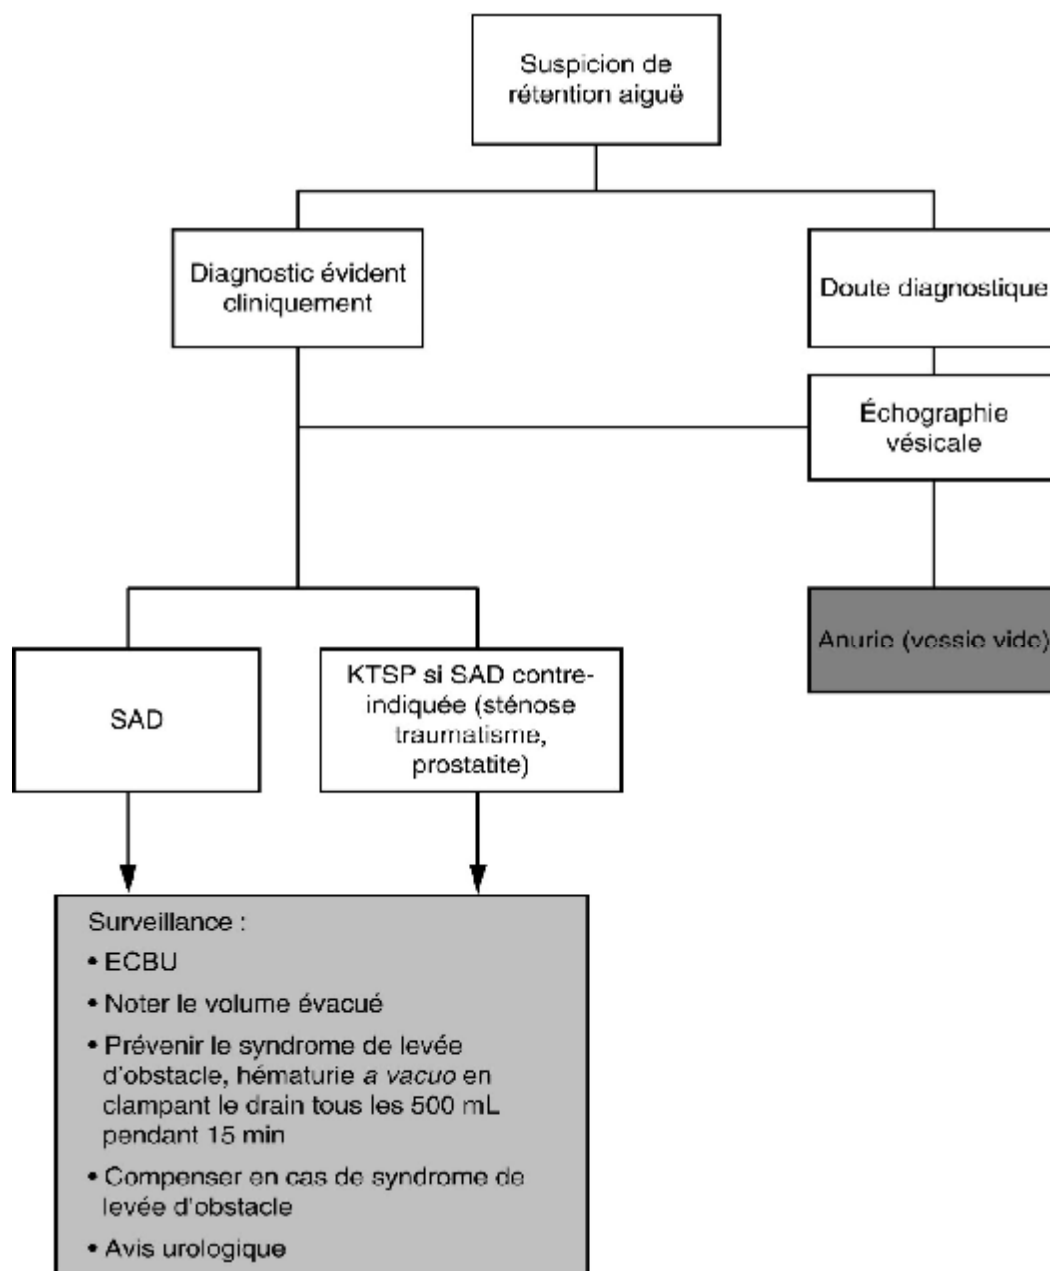 Suspicion de
rétention aiguë
Diagnostic évident
cliniquement
Doute diagnostique
Échographie
vésicale
Anurie (vessie vide)
SAD
KTSP si SAD contre-
indiquée (sténose
traumatisme,
prostatite)
Surveillance :
• ECBU
• Noter le volume évacué
• Prévenir le syndrome de levée
d'obstacle, hématurie a vacuo en
clampant le drain tous les 500 mL
pendant 15 min
• Compenser en cas de syndrome de
levée d'obstacle
• Avis urologique